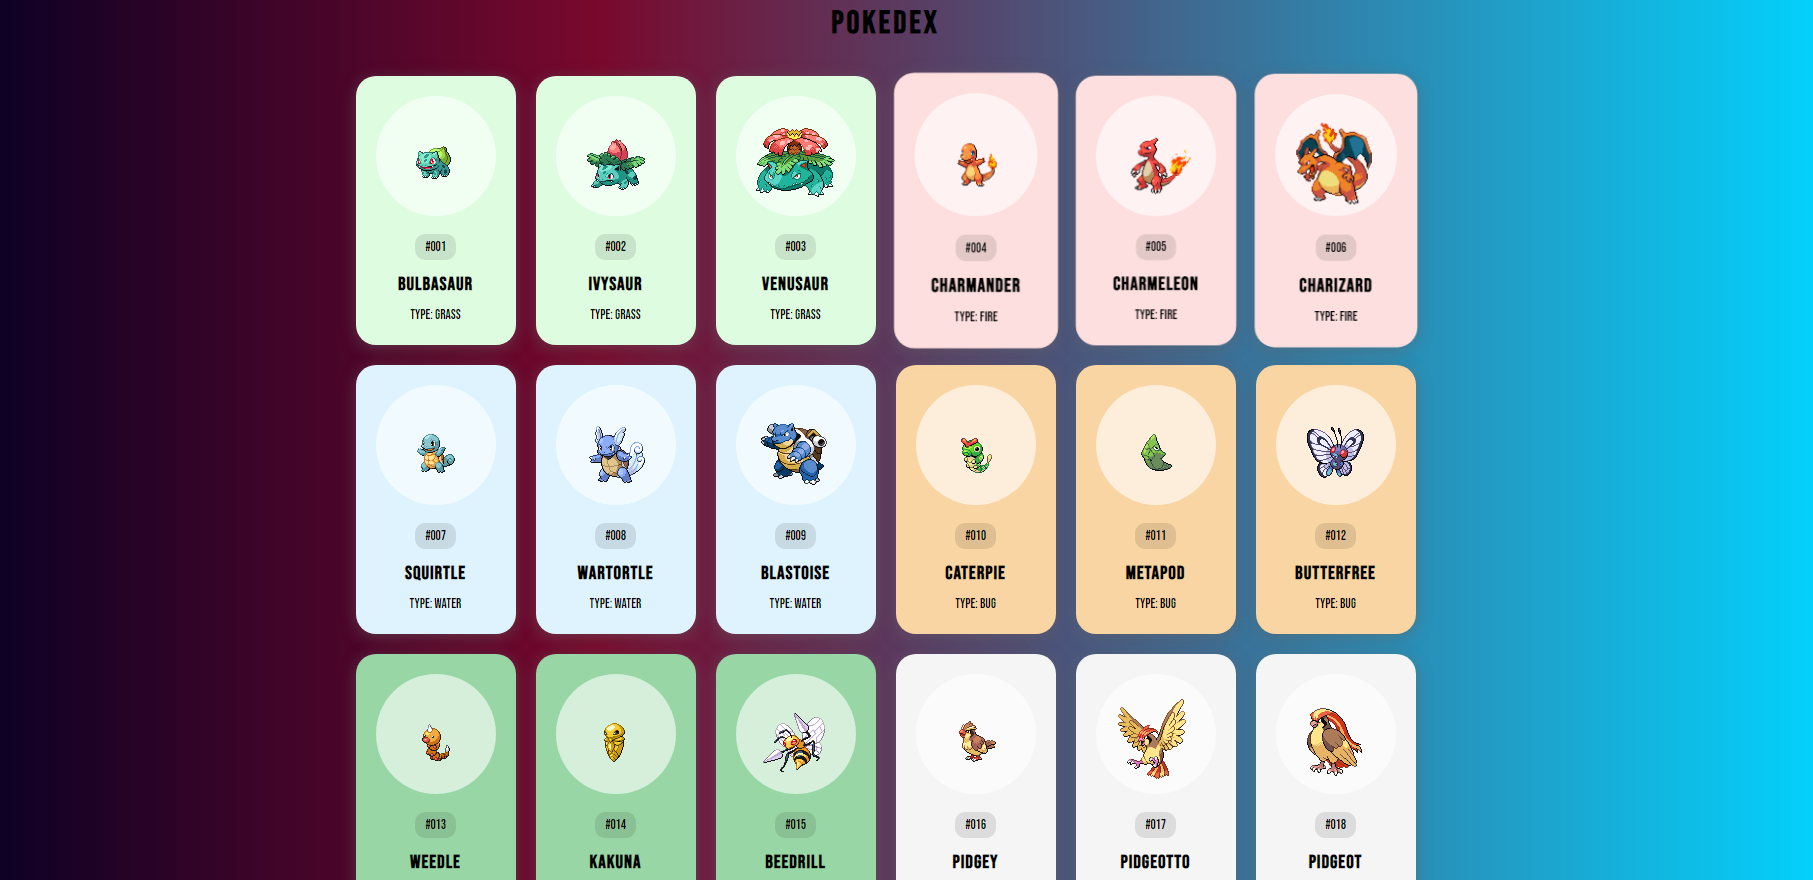 POKEDEX
#001 #002 #003 #004 #005 #006
BULBASAUR IVYSAUR VENUSAUR CHARMANDER CHARMELEON CHARIZARD
TYPE: GRASS TYPE: GRASS TYPE: GRASS TYPE: FIRE TYPE: FIRE TYPE: FIRE
#007 #008 #009 #010 #011 #012
SQUIRTLE WARTORTLE BLASTOISE CATERPIE METAPOD BUTTERFREE
TYPE: WATER TYPE: WATER TYPE: WATER TYPE: BUG TYPE: BUG TYPE: BUG
#013 #014 #015 #016 #017 #018
WEEDLE KAKUNA BEEDRILL PIDGEY PIDGEOTTO PIDGEOT